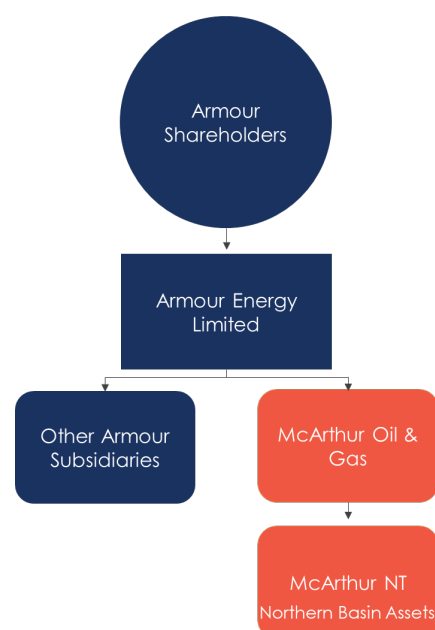 Armour
Shareholders
Armour Energy
Limited
Other Armour
Subsidiaries
McArthur Oil &
Gas
McArthur NT
Northern Basin Assets